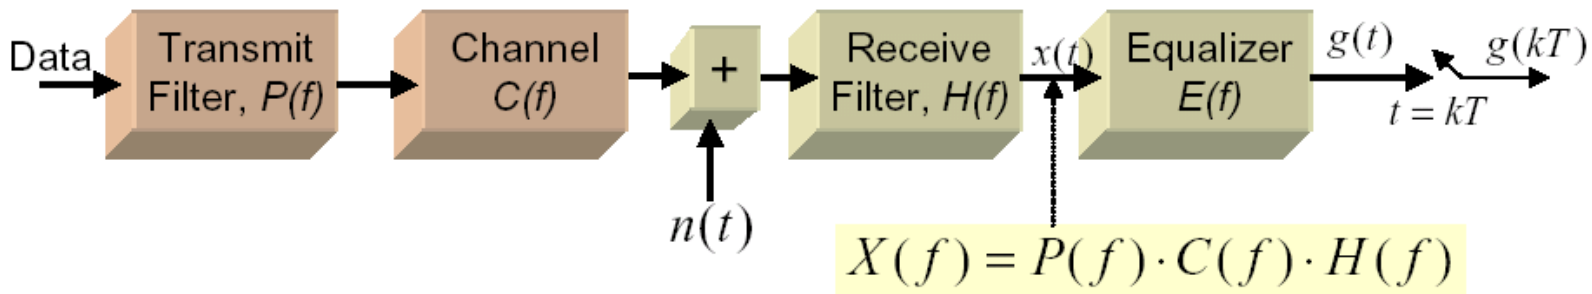 Data
Transmit
Filter, P(f)
Channel
C(f)
+
n(t)
Receive
Filter, H(f)
x(t)
Equalizer
E(f)
g(t)
t = kT
g(kT)
X(f) = P(f)·C(f)·H(f)